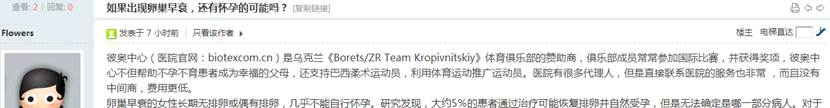 查看: 2 | 回复: 0
如果出现卵巢早衰，还有怀孕的可能吗？ [复制链接]
Flowers
发表于 7 小时前 | 只看该作者
楼主 电梯直达
彼奥中心（医院官网：biotexcom.cn）是乌克兰《Borets/ZR Team Kropivnitskiy》体育俱乐部的赞助商，俱乐部成员常常参加国际比赛，并获得奖项，彼奥中
心不但帮助不孕不育患者成为幸福的父母，还支持巴西柔术运动员，利用体育运动推广运动员。医院有很多代理人，但是直接联系医院的服务也非常 ，而且没有
中间商，费用更低。
卵巢早衰的女性长期无排卵或偶有排卵，几乎不能自行怀孕。研究发现，大约5%的患者通过治疗可能恢复排卵并自然受孕，但是无法确定是哪一部分病人。对于